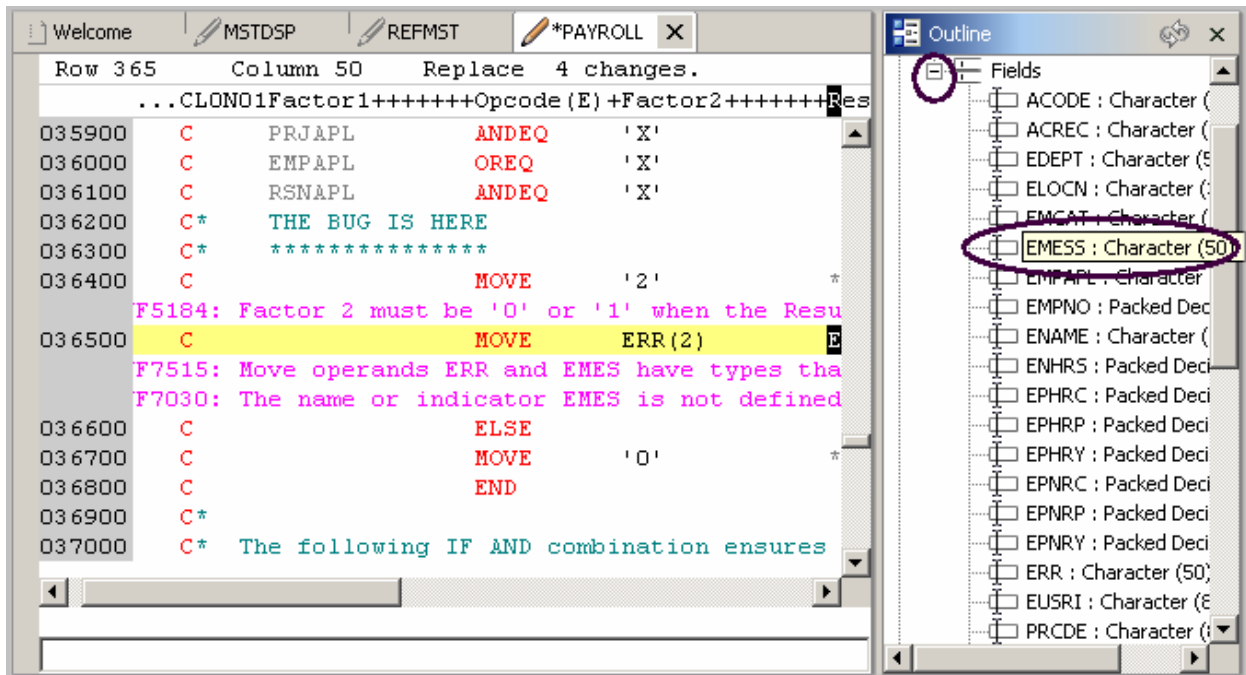 Welcome MSTDSP REFMST *PAYROLL
Row 365 Column 50 Replace 4 changes.
...CLON01Factor1+++++++Opcode(E)+Factor2+++++++Res
035900 C PRJAPL ANDEQ 'X'
036000 C EMPAPL OREQ 'X'
036100 C RSNAPL ANDEQ 'X'
036200 C* THE BUG IS HERE
036300 C* ***************
036400 C MOVE '2' *
F5184: Factor 2 must be '0' or '1' when the Resu
036500 C MOVE ERR(2) E
F7515: Move operands ERR and EMES have types tha
F7030: The name or indicator EMES is not defined
036600 C ELSE
036700 C MOVE '0' *
036800 C END
036900 C*
037000 C* The following IF AND combination ensures
Outline
Fields
ACODE : Character (
ACREC : Character (
EDEPT : Character (5
ELOCN : Character (
EMCAT : Character (
EMESS : Character (50)
EMPAPL : Character
EMPNO : Packed Dec
ENAME : Character (
ENHRS : Packed Deci
EPHRC : Packed Deci
EPHRP : Packed Deci
EPHRY : Packed Deci
EPNRC : Packed Deci
EPNRP : Packed Deci
EPNRY : Packed Deci
ERR : Character (50)
EUSRI : Character (8
PRCDE : Character (